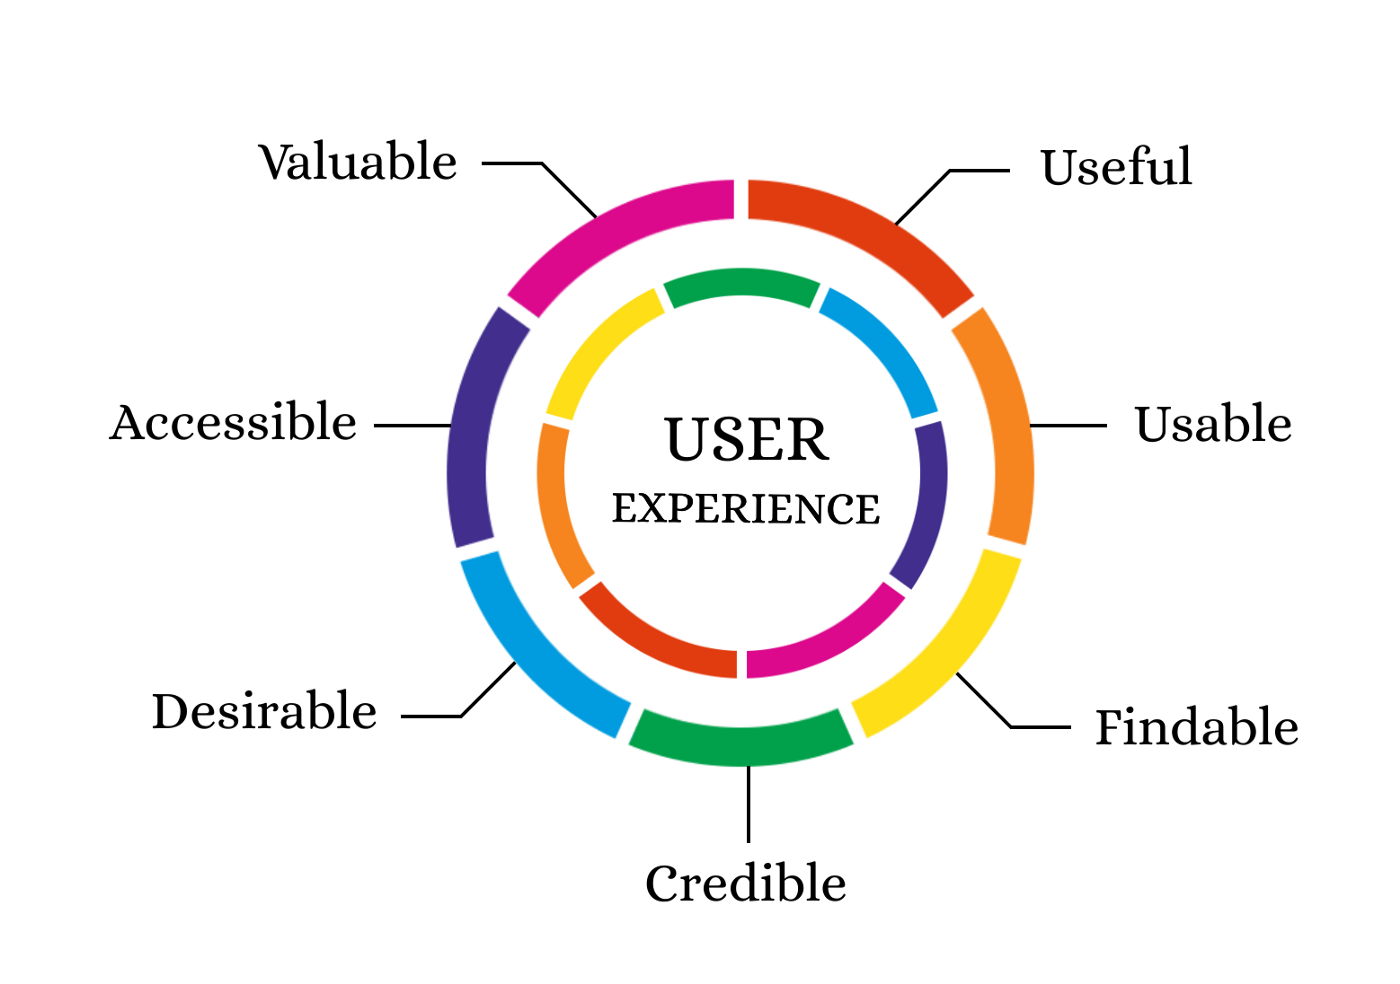 Valuable
Useful
Accessible
Usable
USER
EXPERIENCE
Desirable
Findable
Credible